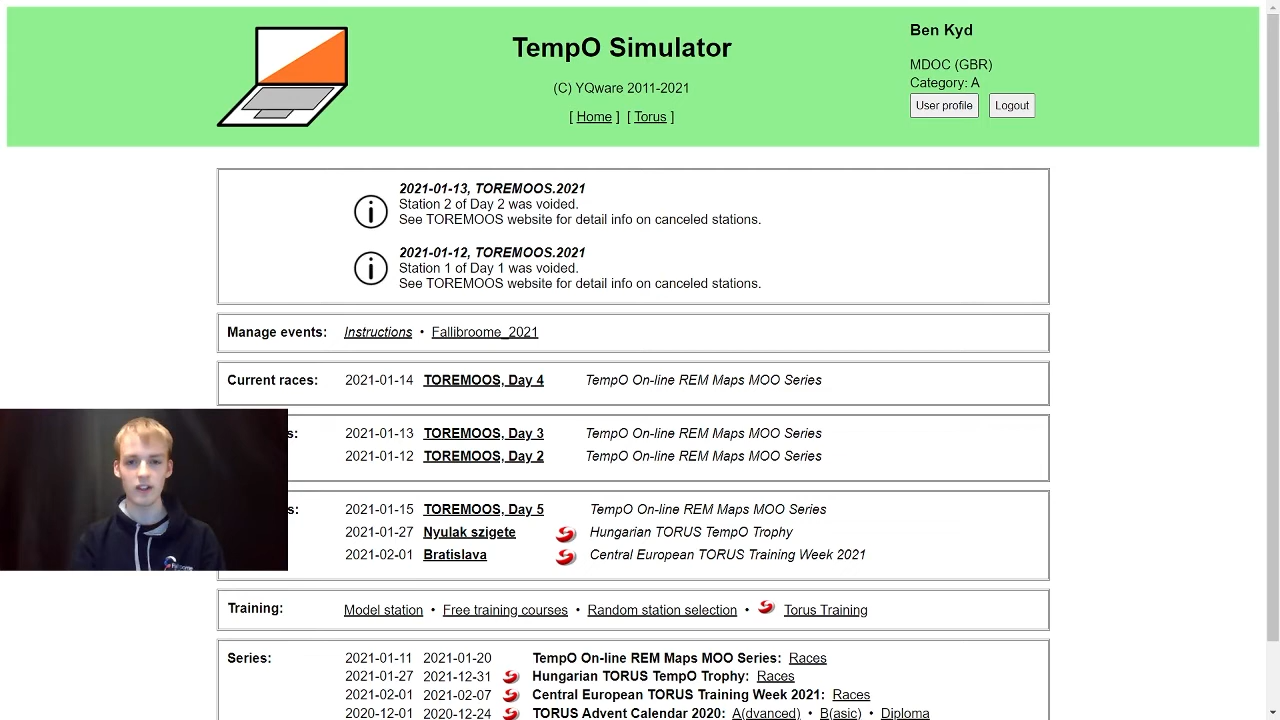 TempO Simulator
(C) YQware 2011-2021
[ Home ] [ Torus ]
Ben Kyd
MDOC (GBR)
Category: A
User profile Logout
2021-01-13, TOREMOOS.2021
Station 2 of Day 2 was voided.
See TOREMOOS website for detail info on canceled stations.
2021-01-12, TOREMOOS.2021
Station 1 of Day 1 was voided.
See TOREMOOS website for detail info on canceled stations.
Manage events: Instructions • Fallibroome_2021
Current races: 2021-01-14 TOREMOOS, Day 4 TempO On-line REM Maps MOO Series
s: 2021-01-13 TOREMOOS, Day 3 TempO On-line REM Maps MOO Series
2021-01-12 TOREMOOS, Day 2 TempO On-line REM Maps MOO Series
s: 2021-01-15 TOREMOOS, Day 5 TempO On-line REM Maps MOO Series
2021-01-27 Nyulak szigete Hungarian TORUS TempO Trophy
2021-02-01 Bratislava Central European TORUS Training Week 2021
Training: Model station • Free training courses • Random station selection • Torus Training
Series: 2021-01-11 2021-01-20 TempO On-line REM Maps MOO Series: Races
2021-01-27 2021-12-31 Hungarian TORUS TempO Trophy: Races
2021-02-01 2021-02-07 Central European TORUS Training Week 2021: Races
2020-12-01 2020-12-24 TORUS Advent Calendar 2020: A(dvanced) • B(asic) • Diploma